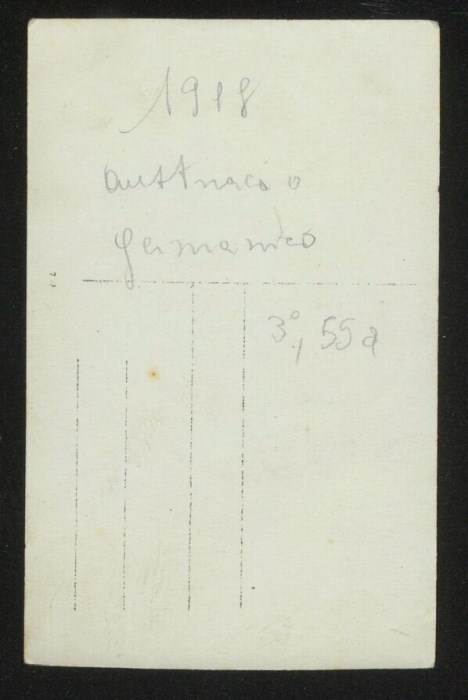 1918
austriaco o
germanico
3°, 55a